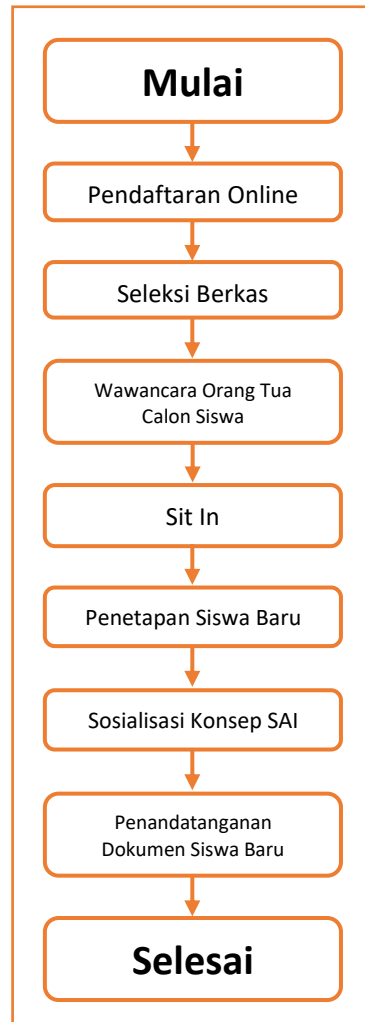 Mulai
Pendaftaran Online
Seleksi Berkas
Wawancara Orang Tua
Calon Siswa
Sit In
Penetapan Siswa Baru
Sosialisasi Konsep SAI
Penandatanganan
Dokumen Siswa Baru
Selesai